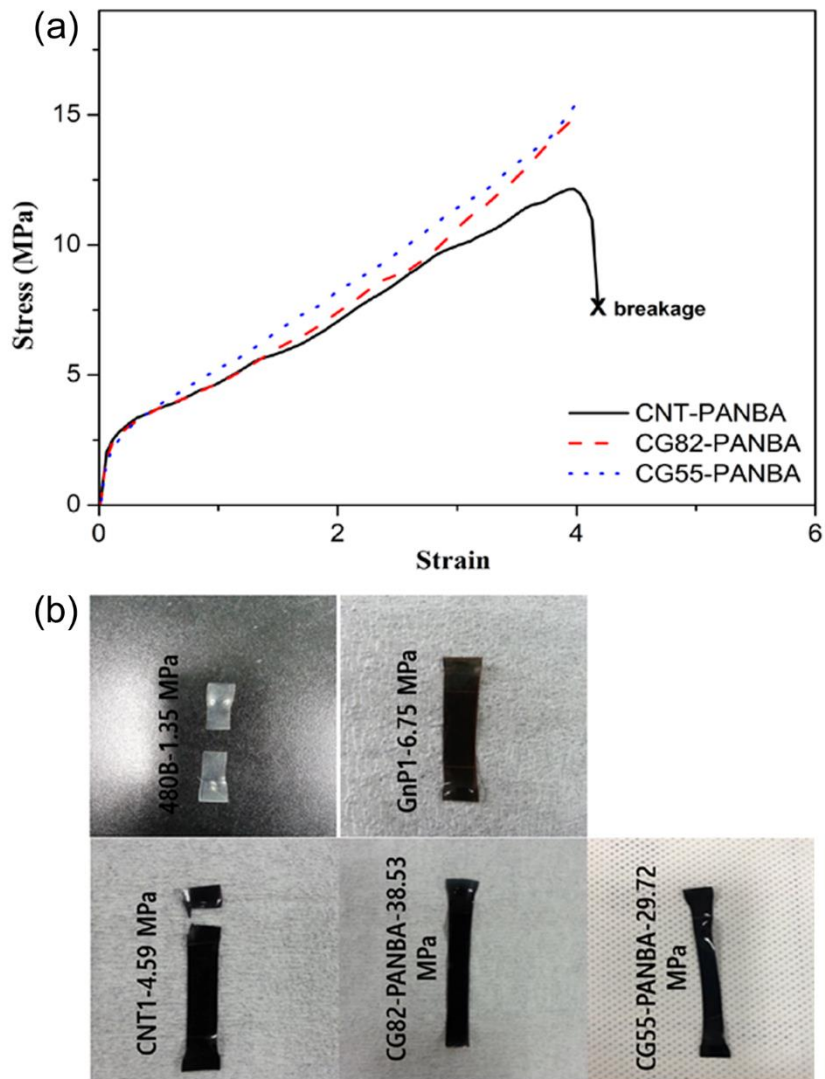 (a)
15
10
5
0
Stress (MPa)
X breakage
CNT-PANBA
CG82-PANBA
CG55-PANBA
0 2 4 6
Strain
(b)
480B-1.35 MPa
GnP1-6.75 MPa
CNT1-4.59 MPa
CG82-PANBA-38.53
MPa
CG55-PANBA-29.72
MPa